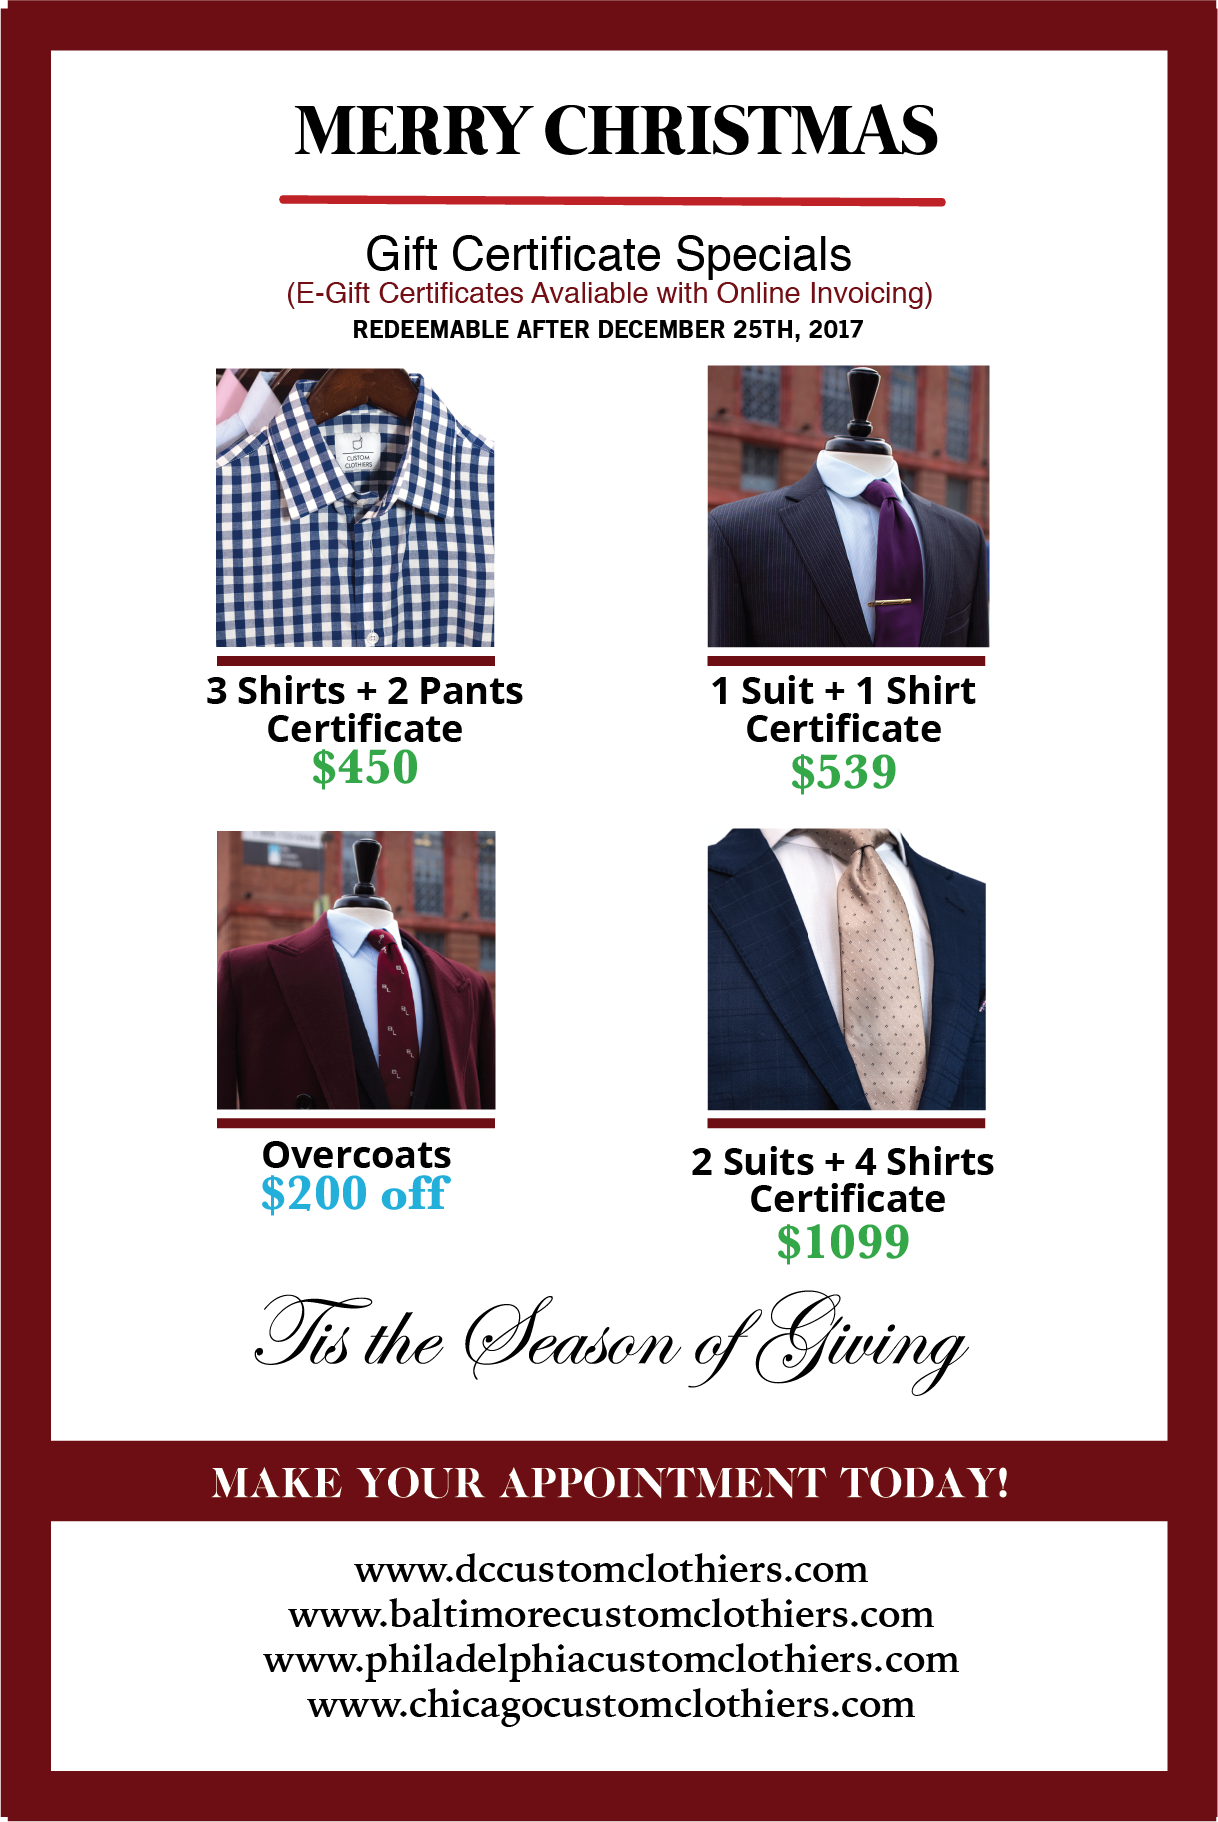 MERRY CHRISTMAS
Gift Certificate Specials
(E-Gift Certificates Avaliable with Online Invoicing)
REDEEMABLE AFTER DECEMBER 25TH, 2017
CUSTOM
CLOTHIERS
3 Shirts + 2 Pants
Certificate
$450
1 Suit + 1 Shirt
Certificate
$539
Overcoats
$200 off
2 Suits + 4 Shirts
Certificate
$1099
Tis the Season of Giving
MAKE YOUR APPOINTMENT TODAY!
www.dccustomclothiers.com
www.baltimorecustomclothiers.com
www.philadelphiacustomclothiers.com
www.chicagocustomclothiers.com